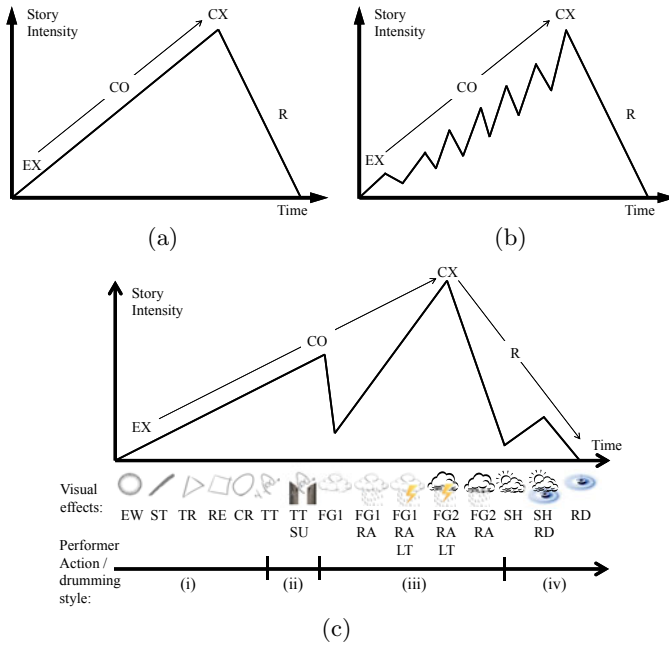 Story
Intensity
CX
CO
R
EX
Time
(a)
Story
Intensity
CX
CO
R
EX
Time
(b)
Story
Intensity
CX
CO
R
EX
Time
Visual
effects:
EW ST TR RE CR TT TT FG1 FG1 FG1 FG2 FG2 SH SH RD
SU RA RA RA RA RD
LT LT
Performer
Action /
drumming
style:
(i) (ii) (iii) (iv)
(c)